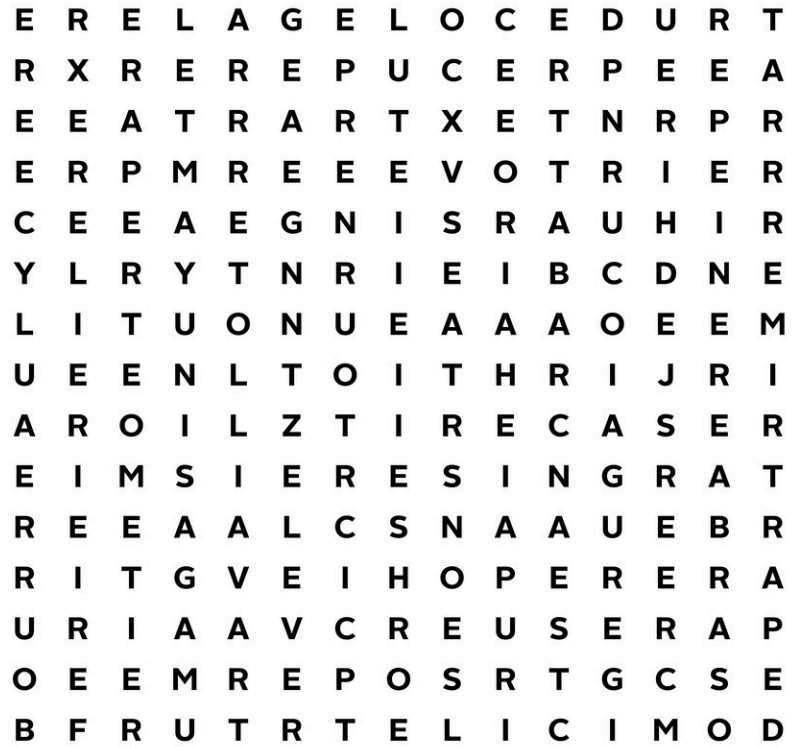 E R E L A G E L O C E D U R T
R X R E R E P U C E R P E E A
E E A T R A R T X E T N R P R
E R P M R E E E V O T R I E R
C E E A E G N I S R A U H I R
Y L R Y T N R I E I B C D N E
L I T U O N U E A A A O E E M
U E E N L T O I T H R I J R I
A R O I L Z T I R E C A S E R
E I M S I E R E S I N G R A T
R E E A A L C S N A A U E B R
R I T G V E I H O P E R E R A
U R I A A V C R E U S E R A P
O E E M R E P O S R T G C S E
B F R U T R T E L I C I M O D